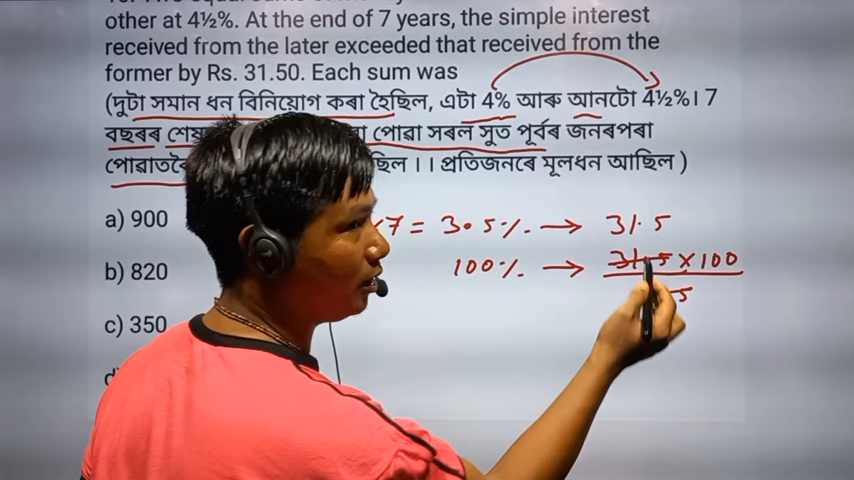 other at 4½%. At the end of 7 years, the simple interest
received from the later exceeded that received from the
former by Rs. 31.50. Each sum was
(দুটা সমান ধন বিনিয়োগ কৰা হৈছিল, এটা 4% আৰু আনটো 4½%। 7
বছৰৰ পোৱা সৰল সুত পূৰ্বৰ জনৰপৰা
। । প্ৰতিজনৰে মূলধন আছিল )
a) 900
×7 = 3.5% → 31.5
b) 820
100% → 31.5 × 100
c) 350